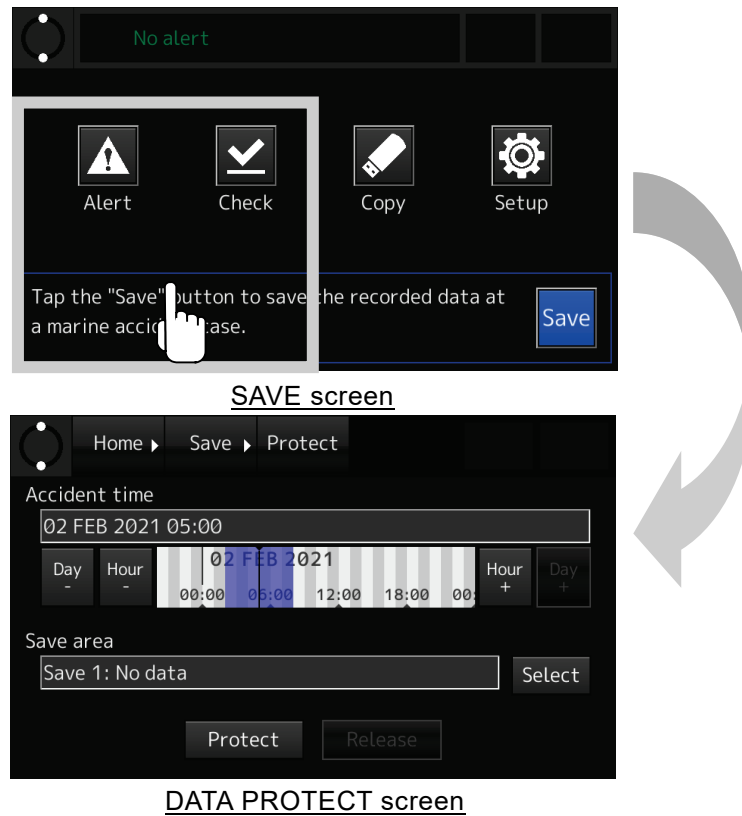 No alert
Alert Check Copy Setup
Tap the "Save" button to save the recorded data at
a marine accid case.
Save
SAVE screen
Home Save Protect
Accident time
02 FEB 2021 05:00
Day - Hour - 02 FEB 2021 Hour + Day +
00:00 06:00 12:00 18:00 00:
Save area
Save 1: No data Select
Protect Release
DATA PROTECT screen